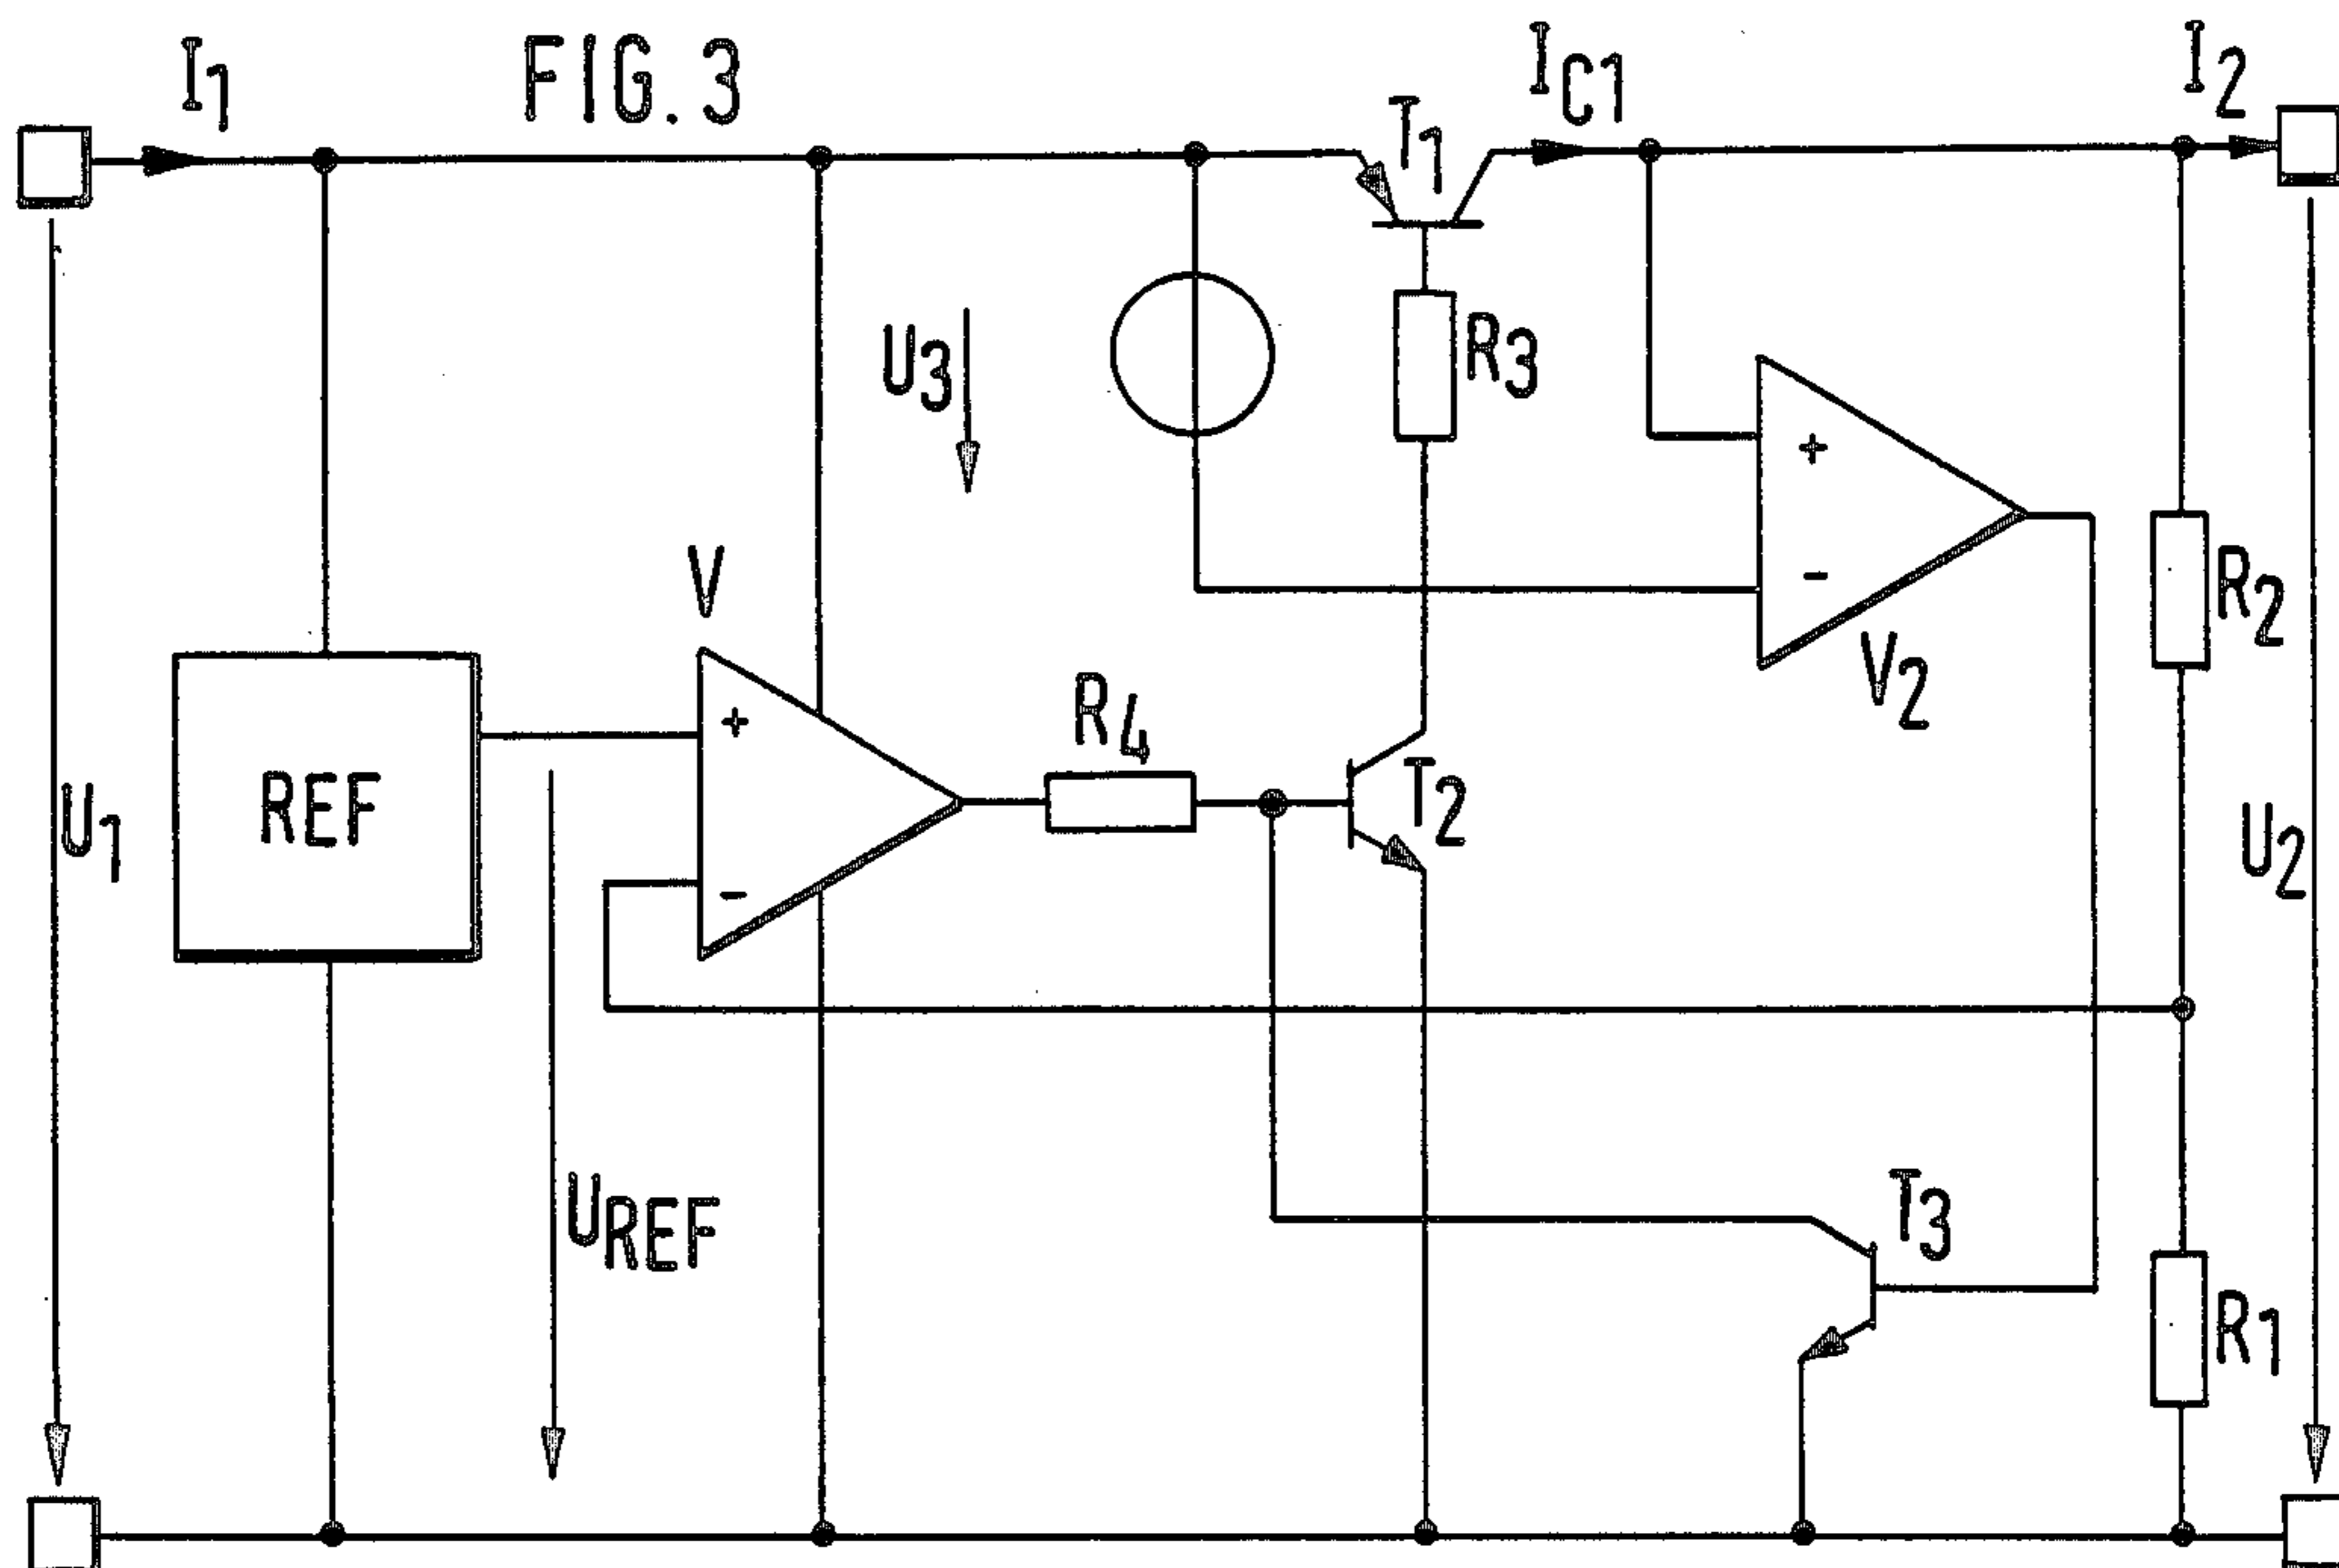 I1
FIG. 3
IC1
I2
T1
U3
R3
V
+
-
V2
R2
R4
+
-
T2
REF
U1
U2
UREF
T3
R1